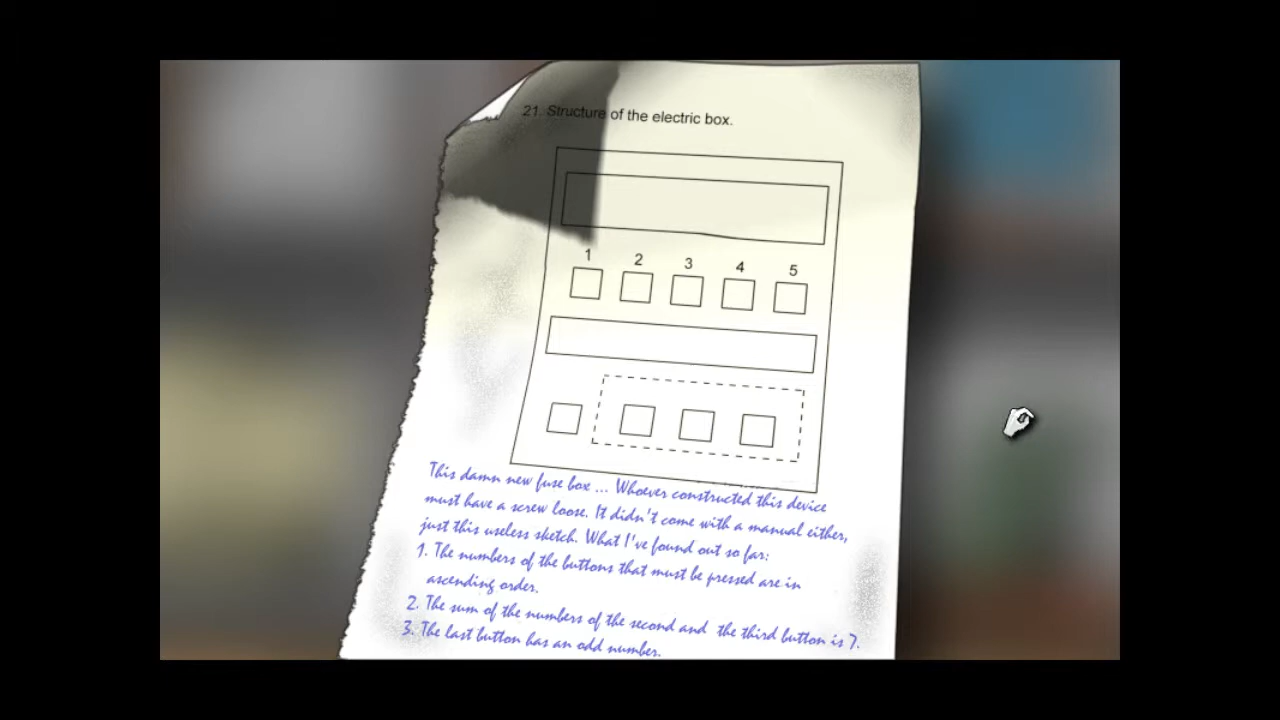 21. Structure of the electric box.
1 2 3 4 5
This damn new fuse box ... Whoever constructed this device
must have a screw loose. It didn't come with a manual either,
just this useless sketch. What I've found out so far:
1. The numbers of the buttons that must be pressed are in
ascending order.
2. The sum of the numbers of the second and the third button is 7.
3. The last button has an odd number.